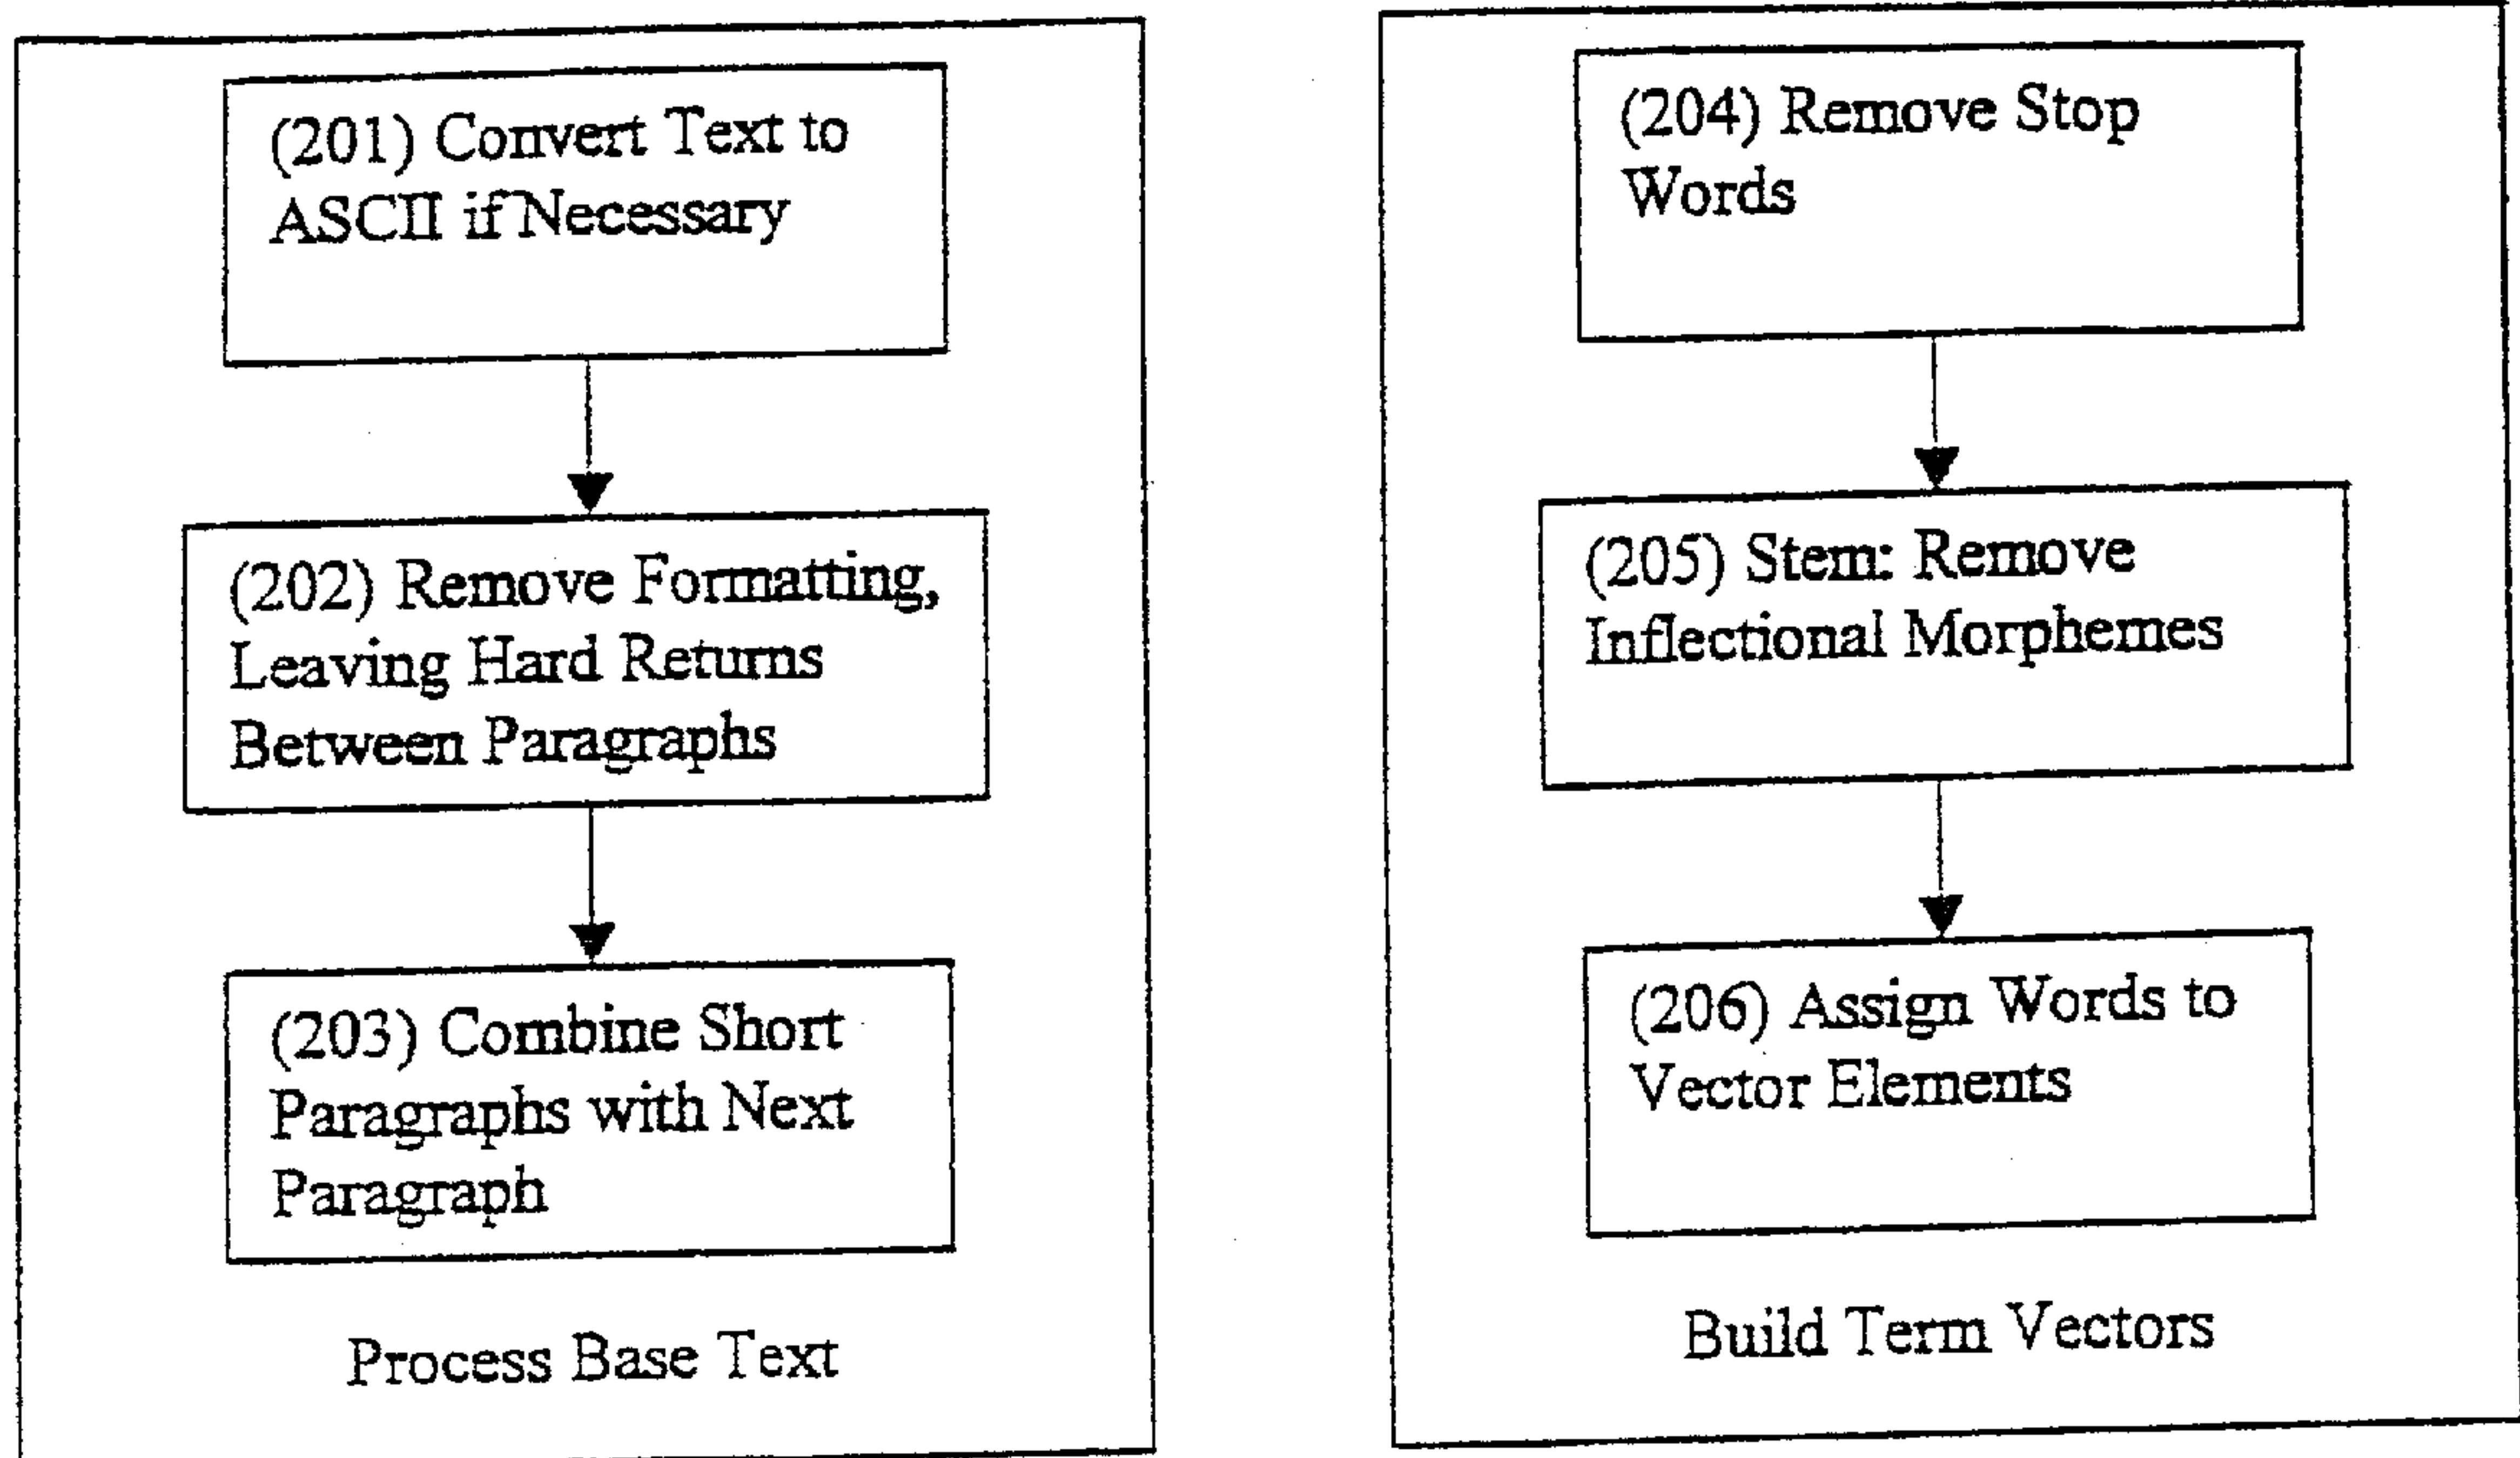 (201) Convert Text to
ASCII if Necessary
(202) Remove Formatting,
Leaving Hard Returns
Between Paragraphs
(203) Combine Short
Paragraphs with Next
Paragraph
Process Base Text
(204) Remove Stop
Words
(205) Stem: Remove
Inflectional Morphemes
(206) Assign Words to
Vector Elements
Build Term Vectors